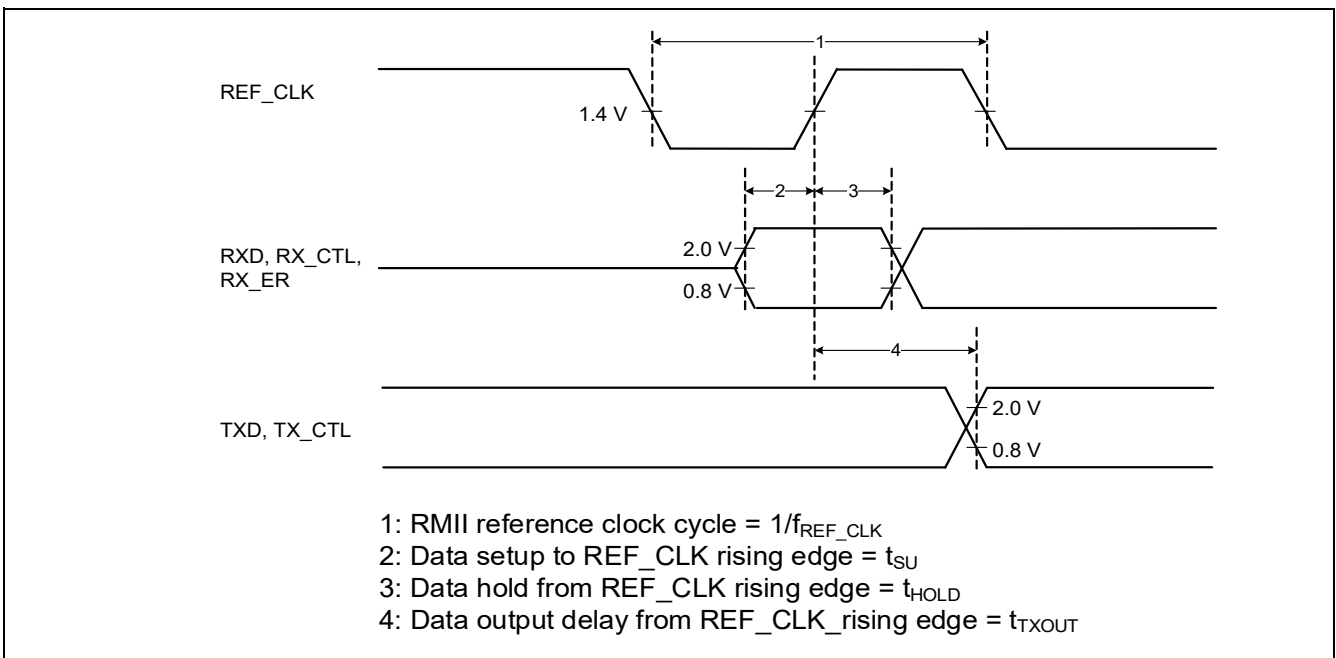 1
REF_CLK
1.4 V
2
3
RXD, RX_CTL,
RX_ER
2.0 V
0.8 V
4
TXD, TX_CTL
2.0 V
0.8 V
1: RMII reference clock cycle = 1/fREF_CLK
2: Data setup to REF_CLK rising edge = tSU
3: Data hold from REF_CLK rising edge = tHOLD
4: Data output delay from REF_CLK_rising edge = tTXOUT